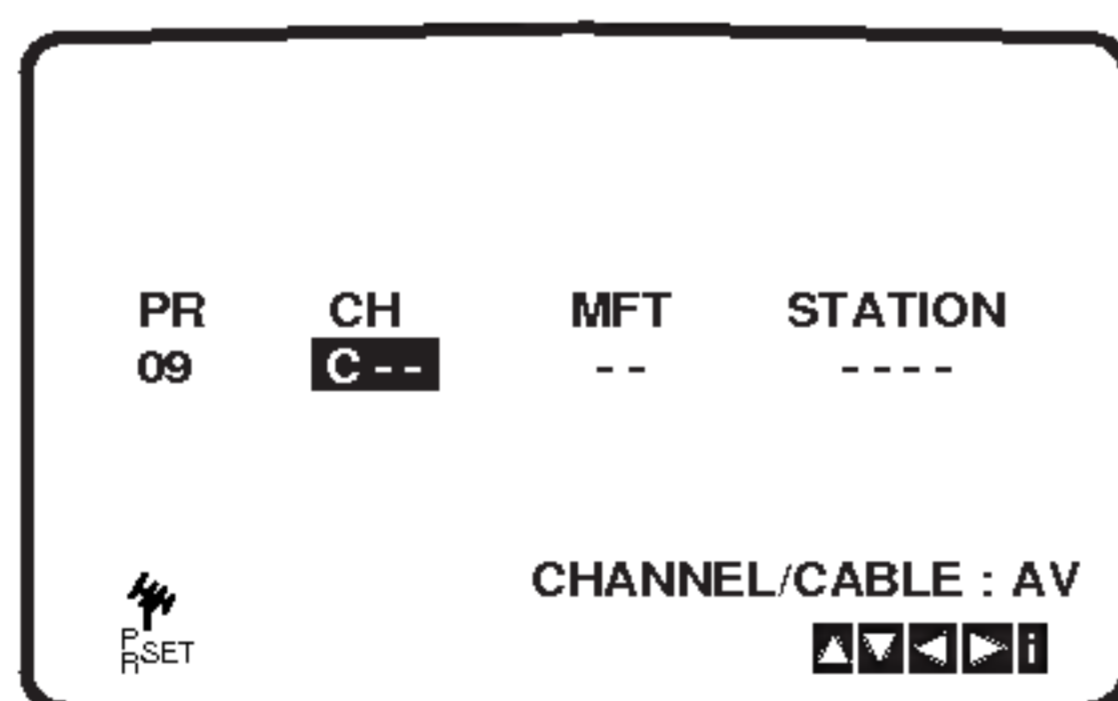 PR CH MFT STATION
09 C-- -- ----
CHANNEL/CABLE : AV
PR SET
▲▼◄►i